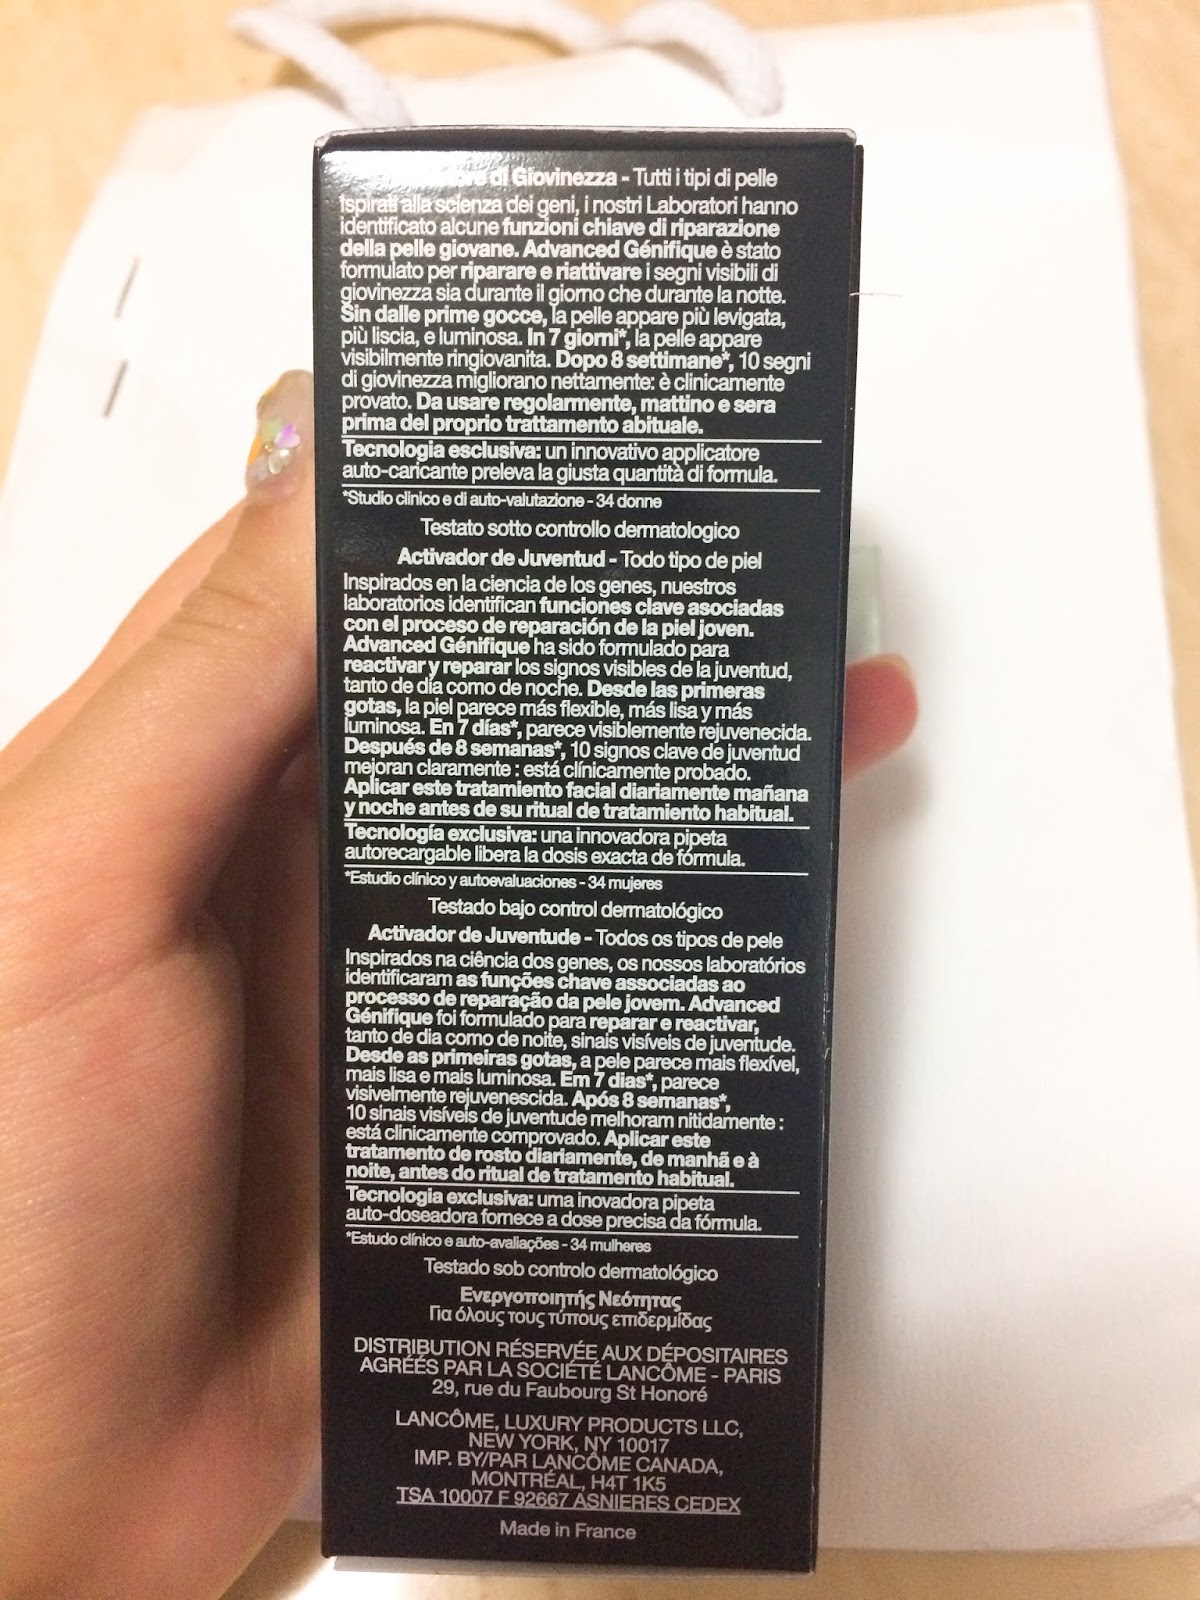 di Giovinezza - Tutti i tipi di pelle
Ispirati alla scienza dei geni, i nostri Laboratori hanno
identificato alcune funzioni chiave di riparazione
della pelle giovane. Advanced Génifique è stato
formulato per riparare e riattivare i segni visibili di
giovinezza sia durante il giorno che durante la notte.
Sin dalle prime gocce, la pelle appare più levigata,
più liscia, e luminosa. In 7 giorni*, la pelle appare
visibilmente ringiovanita. Dopo 8 settimane*, 10 segni
di giovinezza migliorano nettamente: è clinicamente
provato. Da usare regolarmente, mattino e sera
prima del proprio trattamento abituale.
Tecnologia esclusiva: un innovativo applicatore
auto-caricante preleva la giusta quantità di formula.
*Studio clinico e di auto-valutazione - 34 donne
Testato sotto controllo dermatologico
Activador de Juventud - Todo tipo de piel
Inspirados en la ciencia de los genes, nuestros
laboratorios identifican funciones clave asociadas
con el proceso de reparación de la piel joven.
Advanced Génifique ha sido formulado para
reactivar y reparar los signos visibles de la juventud,
tanto de día como de noche. Desde las primeras
gotas, la piel parece más flexible, más lisa y más
luminosa. En 7 días*, parece visiblemente rejuvenecida.
Después de 8 semanas*, 10 signos clave de juventud
mejoran claramente : está clínicamente probado.
Aplicar este tratamiento facial diariamente mañana
y noche antes de su ritual de tratamiento habitual.
Tecnología exclusiva: una innovadora pipeta
autorecargable libera la dosis exacta de fórmula.
*Estudio clínico y autoevaluaciones - 34 mujeres
Testado bajo control dermatológico
Activador de Juventude - Todos os tipos de pele
Inspirados na ciência dos genes, os nossos laboratórios
identificaram as funções chave associadas ao
processo de reparação da pele jovem. Advanced
Génifique foi formulado para reparar e reactivar,
tanto de dia como de noite, sinais visíveis de juventude.
Desde as primeiras gotas, a pele parece mais flexível,
mais lisa e mais luminosa. Em 7 dias*, parece
visivelmente rejuvenescida. Após 8 semanas*,
10 sinais visíveis de juventude melhoram nitidamente :
está clinicamente comprovado. Aplicar este
tratamento de rosto diariamente, de manhã e à
noite, antes do ritual de tratamento habitual.
Tecnologia exclusiva: uma inovadora pipeta
auto-doseadora fornece a dose precisa da fórmula.
*Estudo clínico e auto-avaliações - 34 mulheres
Testado sob controlo dermatológico
Ενεργοποιητής Νεότητας
Για όλους τους τύπους επιδερμίδας
DISTRIBUTION RÉSERVÉE AUX DÉPOSITAIRES
AGRÉÉS PAR LA SOCIÉTÉ LANCÔME - PARIS
29, rue du Faubourg St Honoré
LANCÔME, LUXURY PRODUCTS LLC,
NEW YORK, NY 10017
IMP. BY/PAR LANCÔME CANADA,
MONTRÉAL, H4T 1K5
TSA 10007 F 92667 ASNIERES CEDEX
Made in France